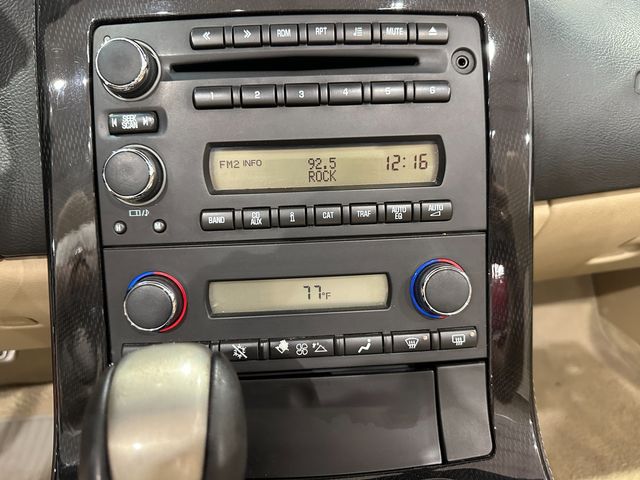 RDM RPT MUTE
1 2 3 4 5 6
SEEK
SCAN
FM2 INFO 92.5 12:16
ROCK
BAND CD AUX i CAT TRAF AUTO EQ AUTO
77°F